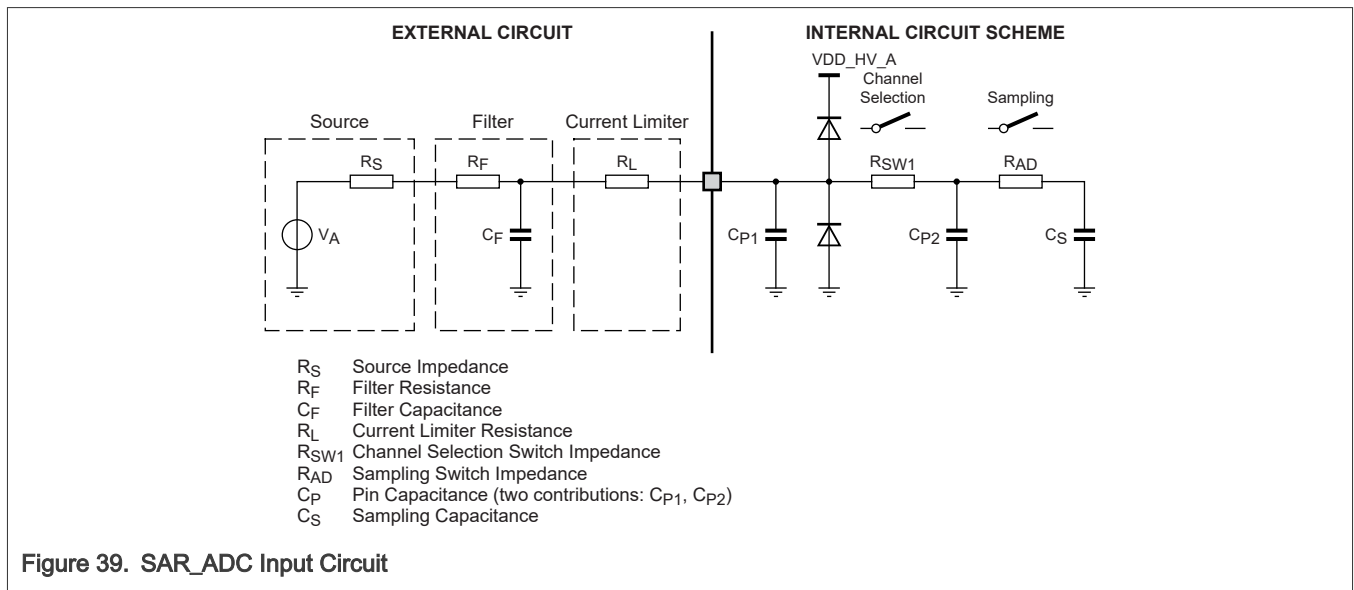 EXTERNAL CIRCUIT
INTERNAL CIRCUIT SCHEME
VDD_HV_A
Channel
Selection
Sampling
Source
Filter
Current Limiter
RS
RF
RL
RSW1
RAD
VA
CF
CP1
CP2
CS
RS Source Impedance
RF Filter Resistance
CF Filter Capacitance
RL Current Limiter Resistance
RSW1 Channel Selection Switch Impedance
RAD Sampling Switch Impedance
CP Pin Capacitance (two contributions: CP1, CP2)
CS Sampling Capacitance
Figure 39. SAR_ADC Input Circuit